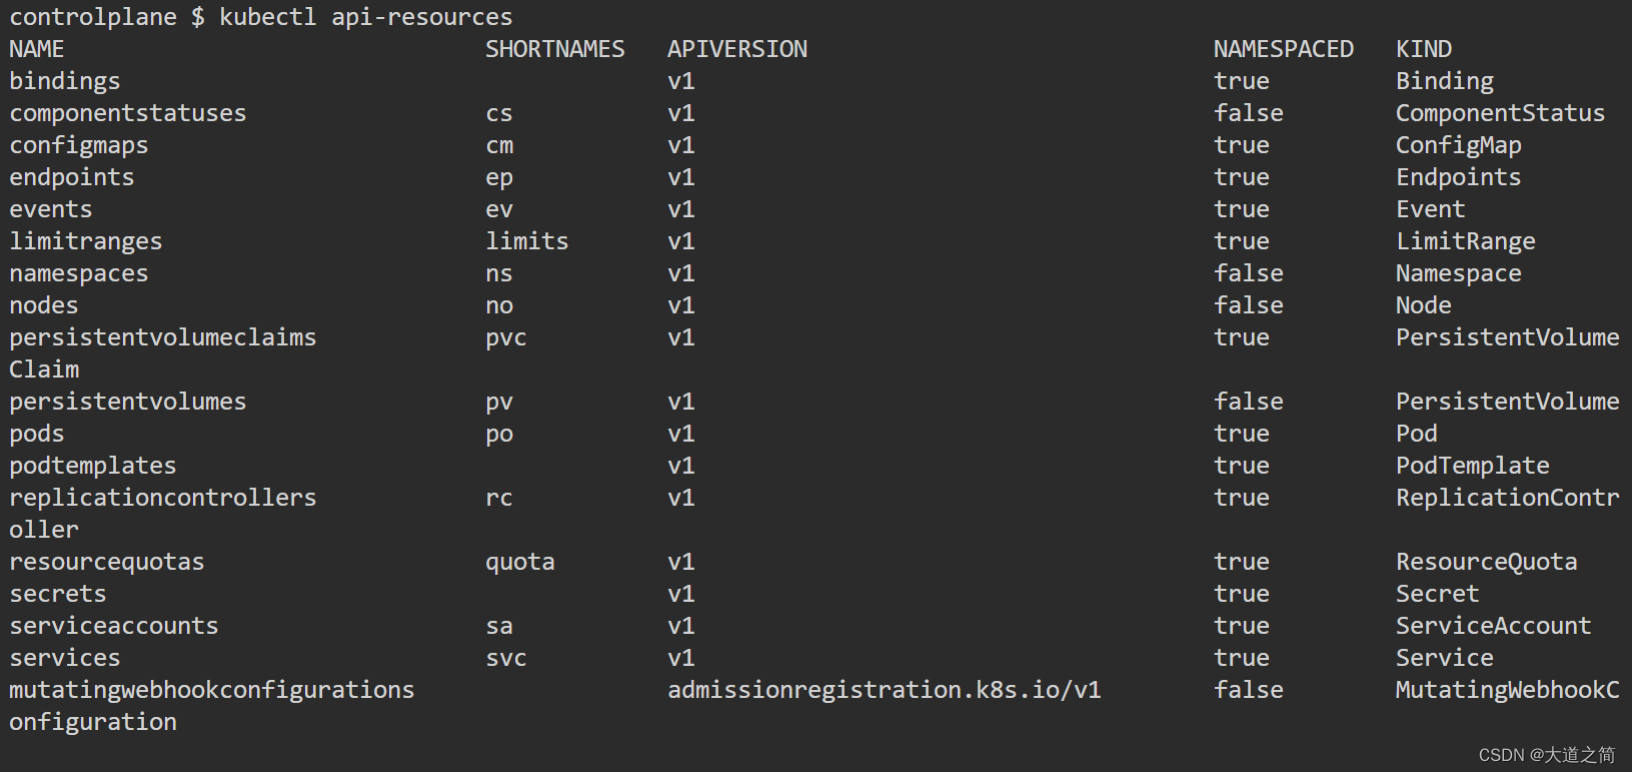 controlplane $ kubectl api-resources
NAME SHORTNAMES APIVERSION NAMESPACED KIND
bindings v1 true Binding
componentstatuses cs v1 false ComponentStatus
configmaps cm v1 true ConfigMap
endpoints ep v1 true Endpoints
events ev v1 true Event
limitranges limits v1 true LimitRange
namespaces ns v1 false Namespace
nodes no v1 false Node
persistentvolumeclaims pvc v1 true PersistentVolume
Claim
persistentvolumes pv v1 false PersistentVolume
pods po v1 true Pod
podtemplates v1 true PodTemplate
replicationcontrollers rc v1 true ReplicationContr
oller
resourcequotas quota v1 true ResourceQuota
secrets v1 true Secret
serviceaccounts sa v1 true ServiceAccount
services svc v1 true Service
mutatingwebhookconfigurations admissionregistration.k8s.io/v1 false MutatingWebhookC
onfiguration
CSDN @大道之简